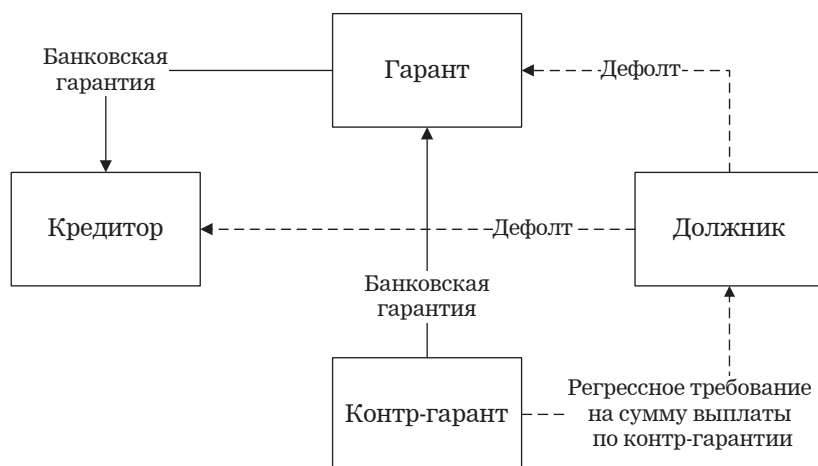 Банковская
гарантия
Гарант
Дефолт
Кредитор
Дефолт
Должник
Банковская
гарантия
Контр-гарант
Регрессное требование
на сумму выплаты
по контр-гарантии